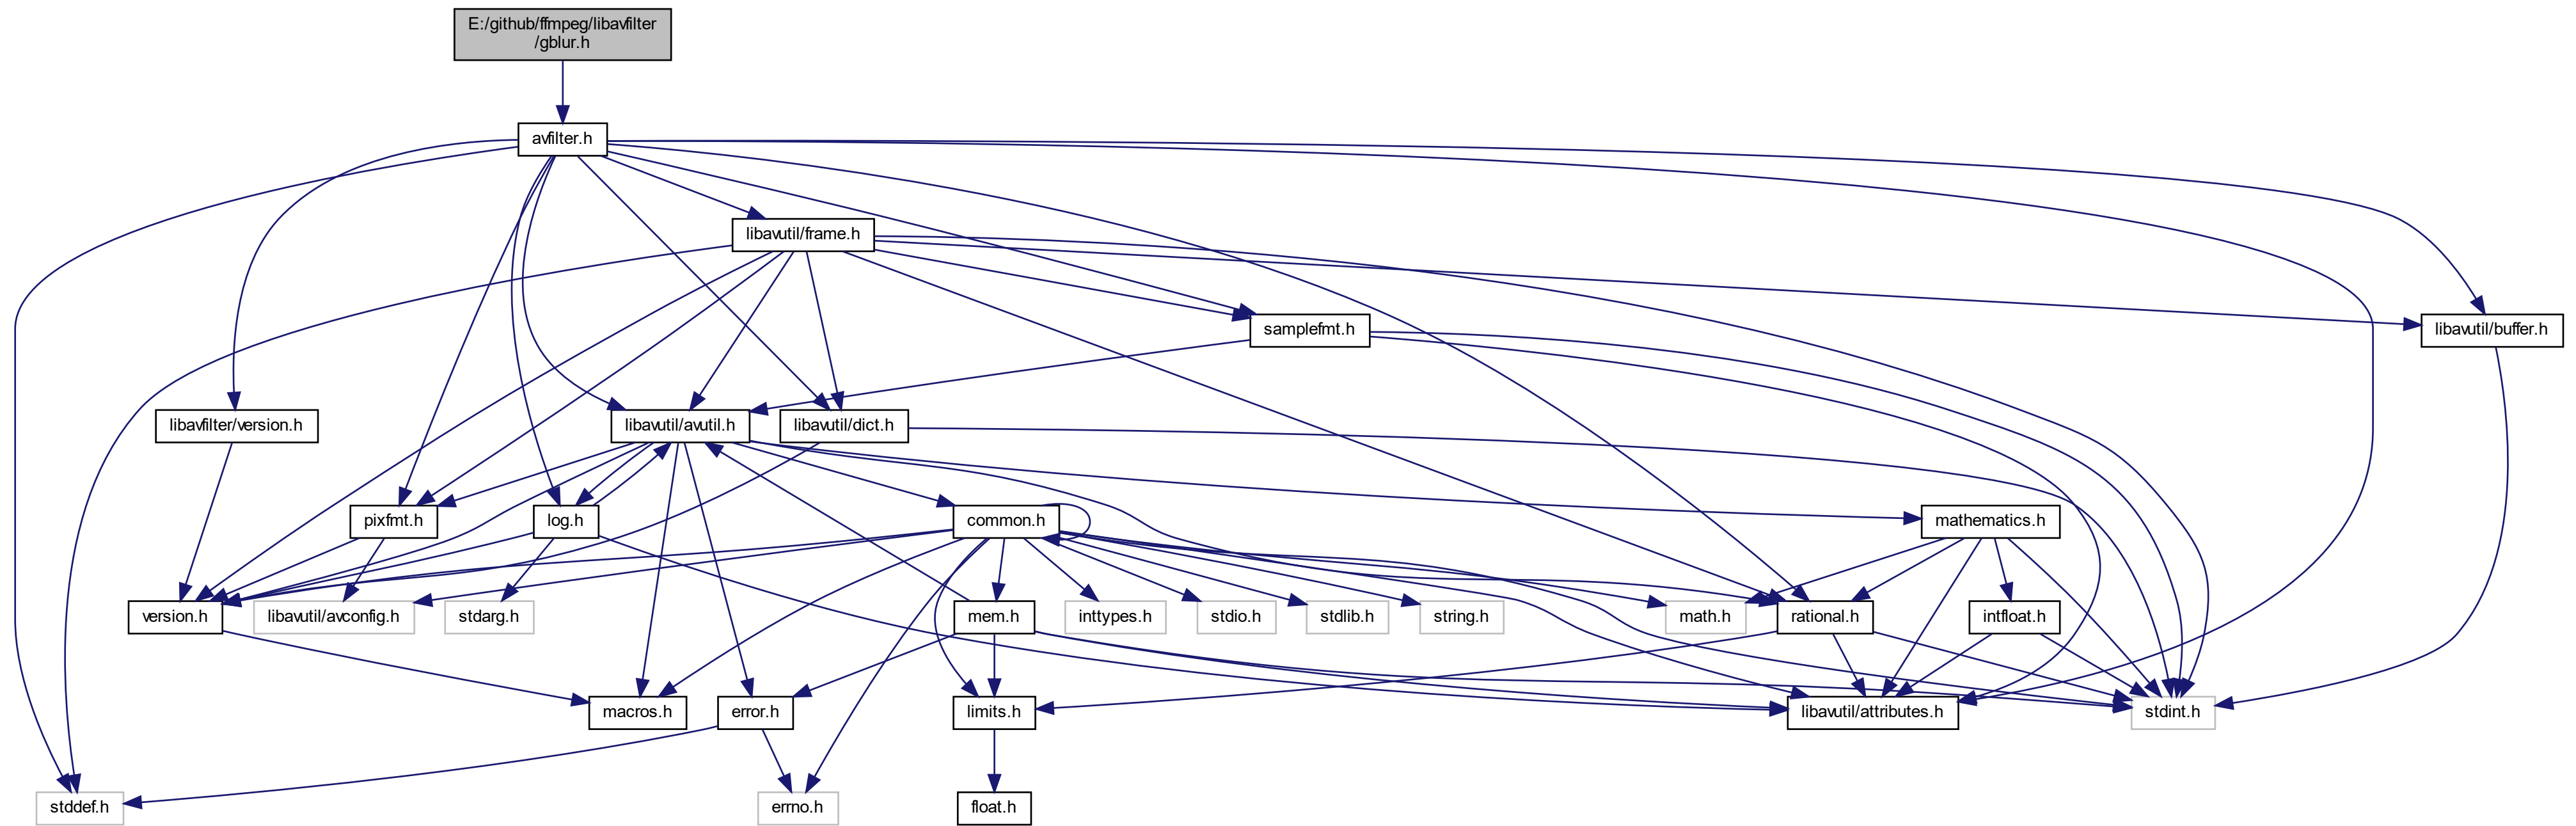 E:/github/ffmpeg/libavfilter
/gblur.h
avfilter.h
libavutil/frame.h
samplefmt.h
libavutil/buffer.h
libavfilter/version.h
libavutil/avutil.h
libavutil/dict.h
pixfmt.h
log.h
common.h
mathematics.h
version.h
libavutil/avconfig.h
stdarg.h
mem.h
inttypes.h
stdio.h
stdlib.h
string.h
math.h
rational.h
intfloat.h
macros.h
error.h
limits.h
libavutil/attributes.h
stdint.h
stddef.h
errno.h
float.h